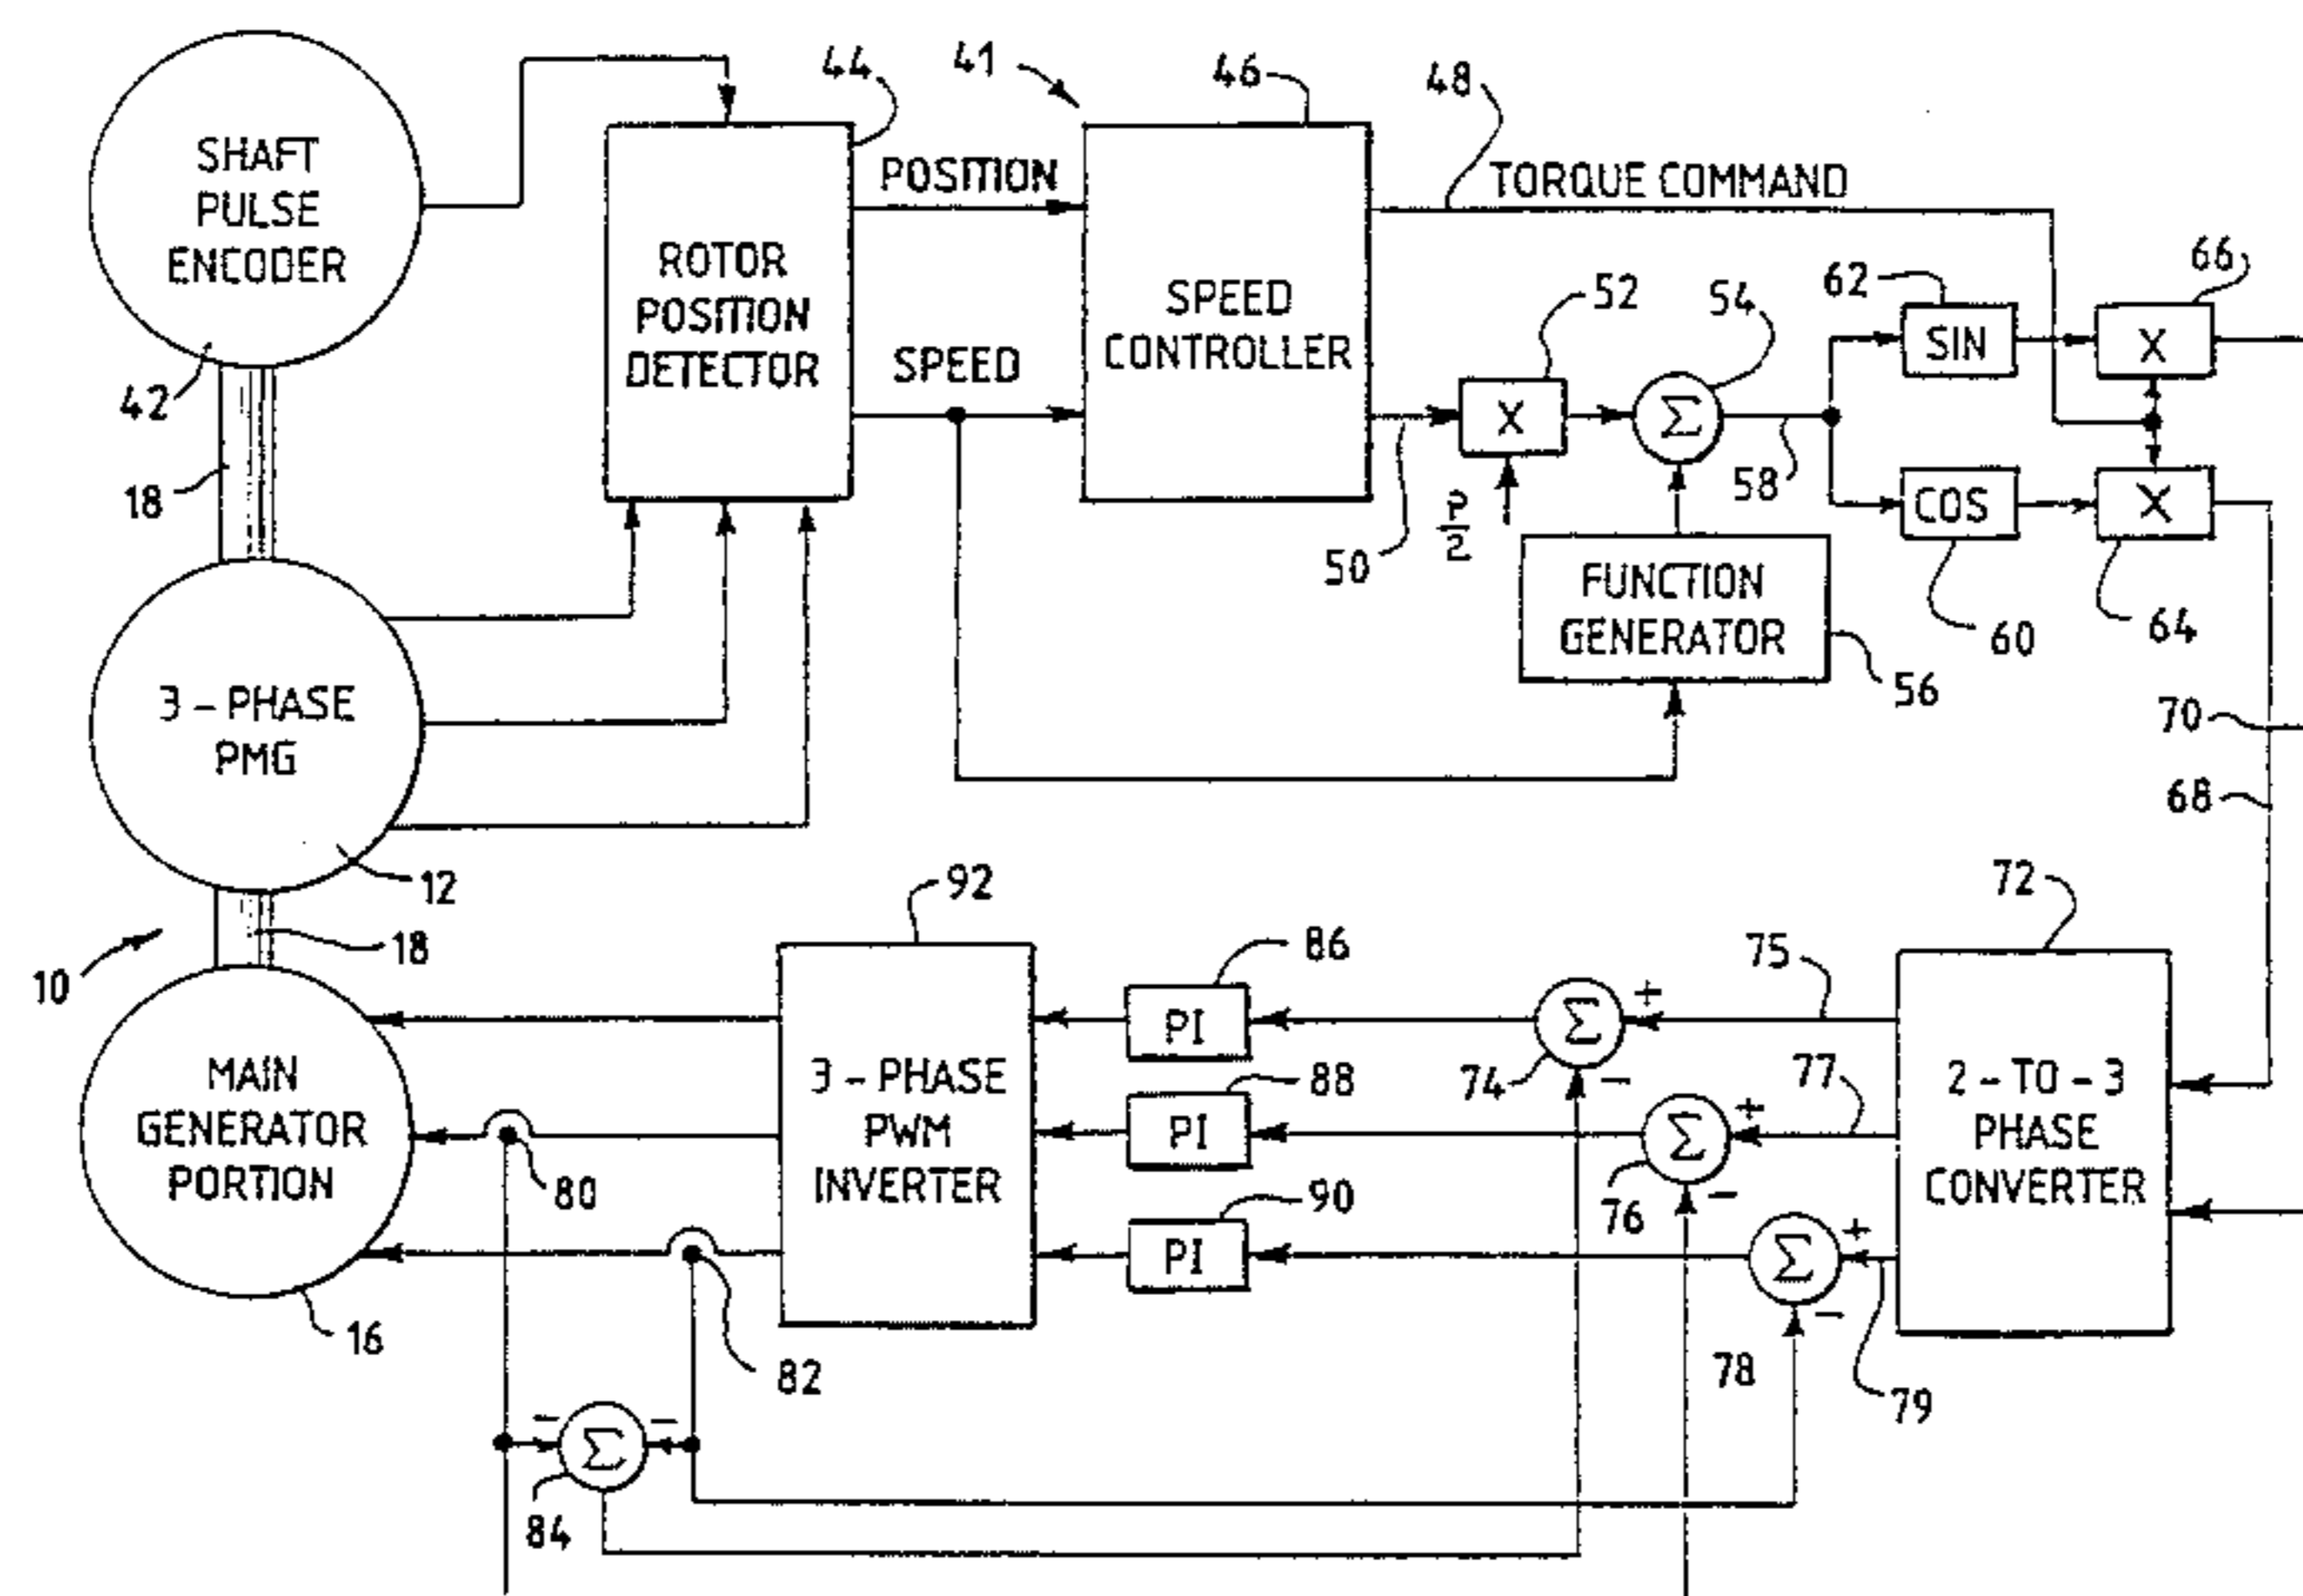 SHAFT
PULSE
ENCODER
42
18
3 - PHASE
PMG
12
18
10
MAIN
GENERATOR
PORTION
16
44
ROTOR
POSITION
DETECTOR
POSITION
SPEED
41
46
SPEED
CONTROLLER
48
TORQUE COMMAND
50
52
X
P
2
54
Σ
58
FUNCTION
GENERATOR
56
62
SIN
66
X
COS
60
X
64
70
68
72
2 - TO - 3
PHASE
CONVERTER
75
77
79
+
Σ
74
-
+
Σ
76
-
+
Σ
78
-
86
PI
88
PI
90
PI
92
3 - PHASE
PWM
INVERTER
80
82
-
Σ
-
84